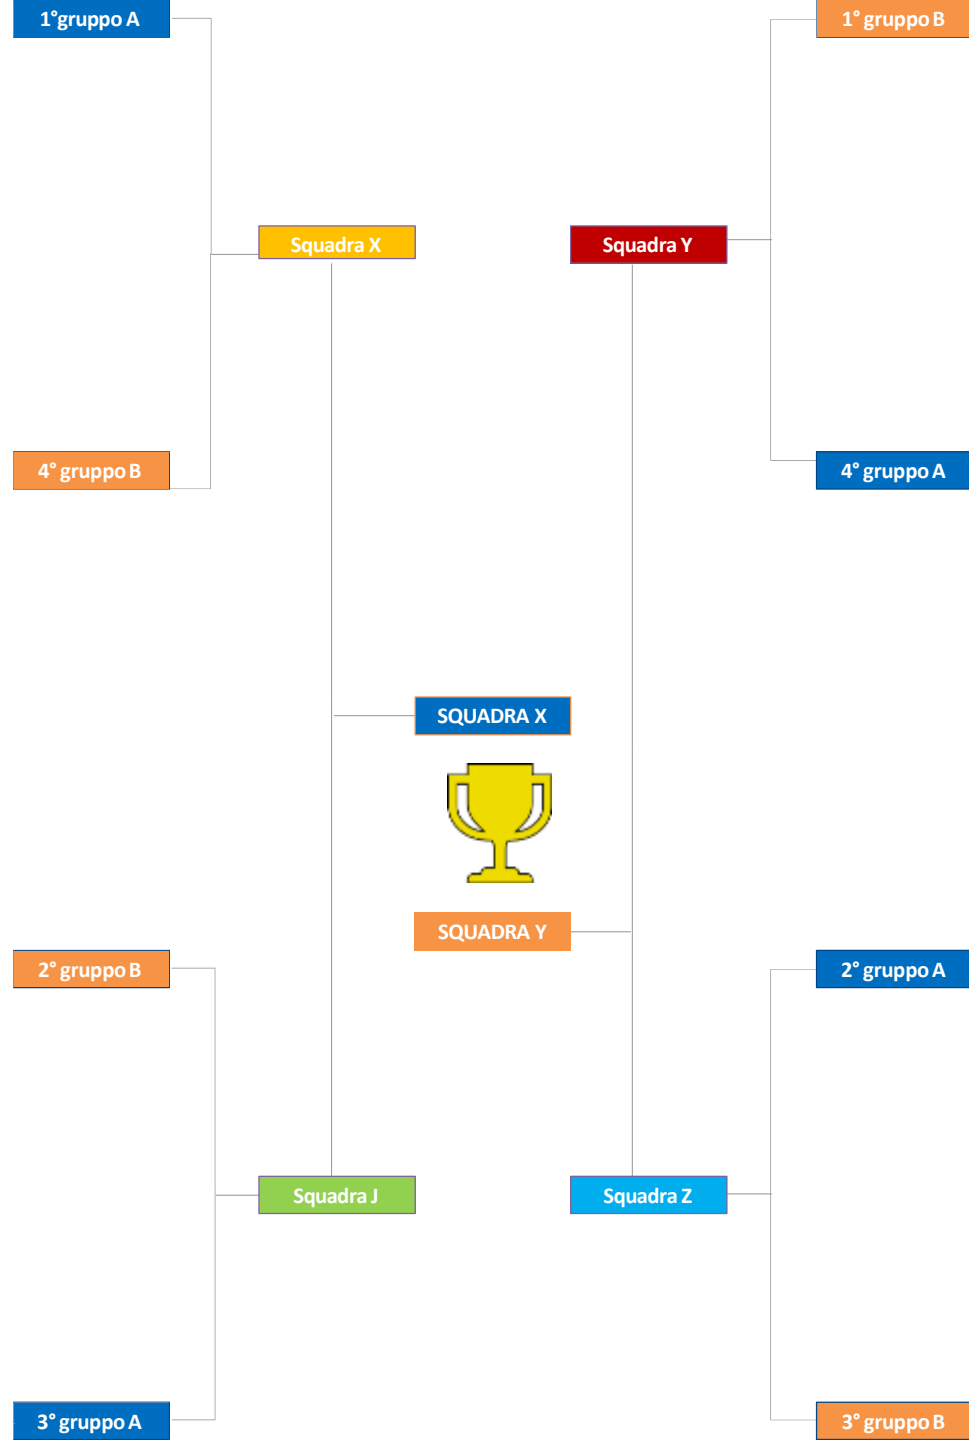 1°gruppo A
1° gruppo B
Squadra X
Squadra Y
4° gruppo B
4° gruppo A
SQUADRA X
SQUADRA Y
2° gruppo B
2° gruppo A
Squadra J
Squadra Z
3° gruppo A
3° gruppo B